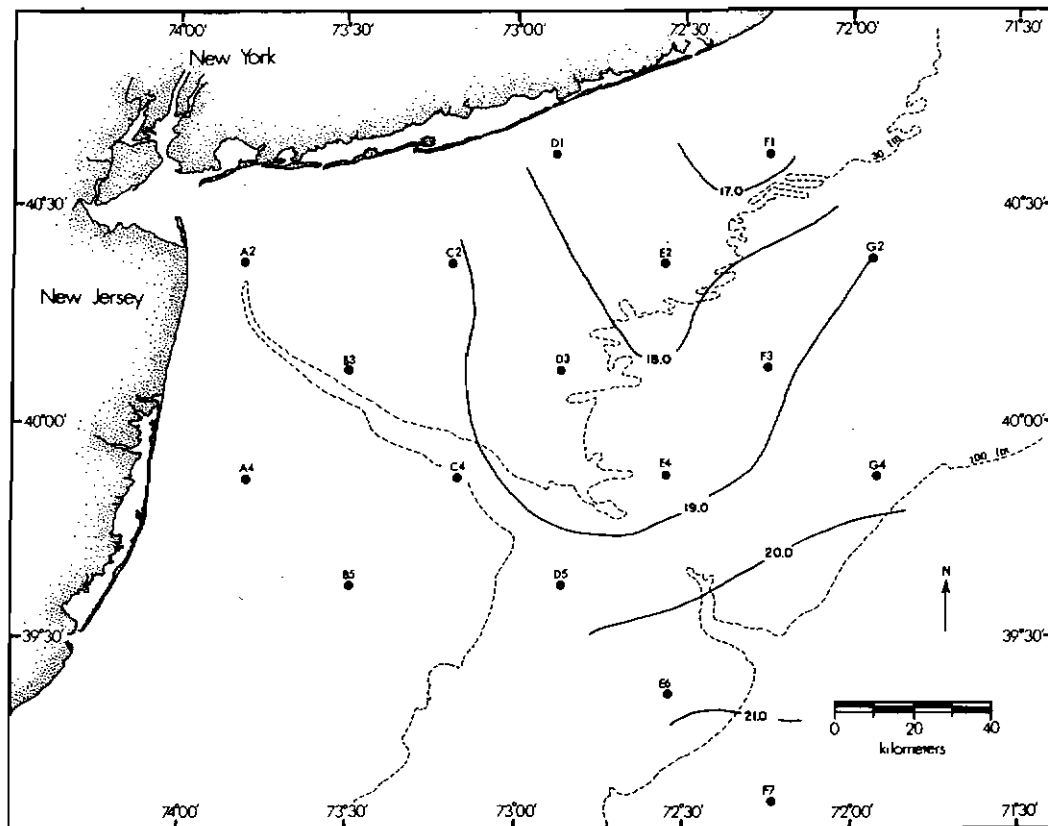 74°00' 73°30' 73°00' 72°30' 72°00' 71°30'
New York
D1 F1
30 fm
17.0
40°30' 40°30'
A2 C2 E2 G2
New Jersey
18.0
B3 D3 F3
40°00' 40°00'
100 fm
A4 C4 E4 G4
19.0
20.0
B5 D5
N
39°30' 39°30'
E6
21.0
0 20 40
kilometers
F7
74°00' 73°30' 73°00' 72°30' 72°00' 71°30'